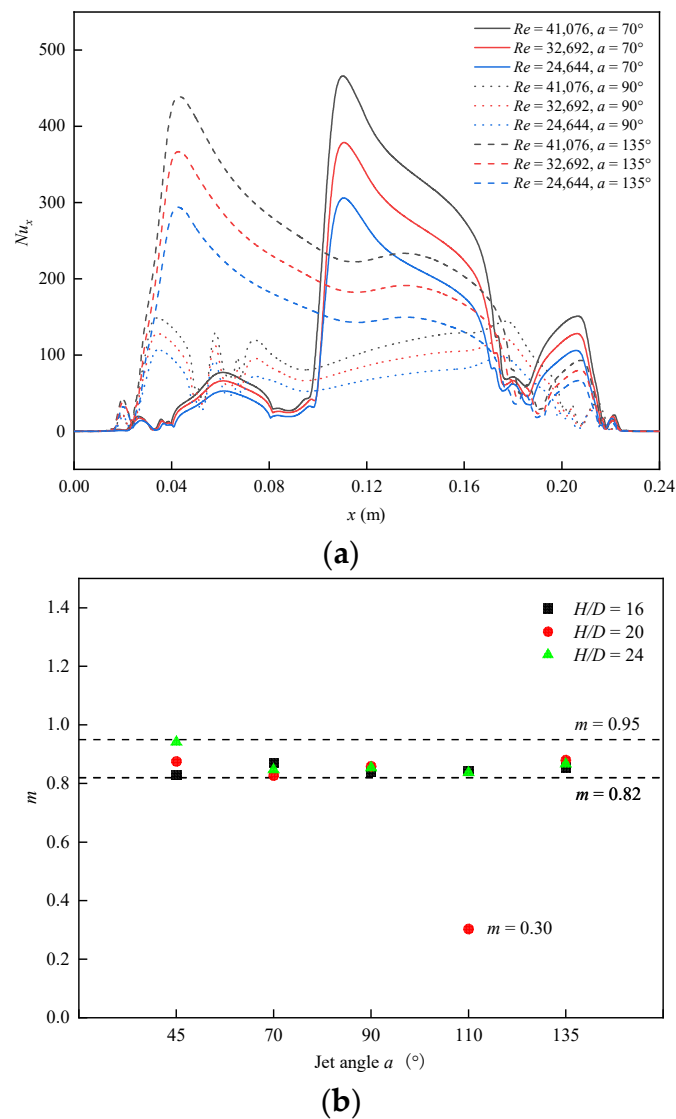 500
400
300
200
100
0
Nuₓ
Re = 41,076, a = 70°
Re = 32,692, a = 70°
Re = 24,644, a = 70°
Re = 41,076, a = 90°
Re = 32,692, a = 90°
Re = 24,644, a = 90°
Re = 41,076, a = 135°
Re = 32,692, a = 135°
Re = 24,644, a = 135°
0.00 0.04 0.08 0.12 0.16 0.20 0.24
x (m)
(a)
1.4
1.2
1.0
0.8
0.6
0.4
0.2
0.0
m
H/D = 16
H/D = 20
H/D = 24
m = 0.95
m = 0.82
m = 0.30
45 70 90 110 135
Jet angle a (°)
(b)